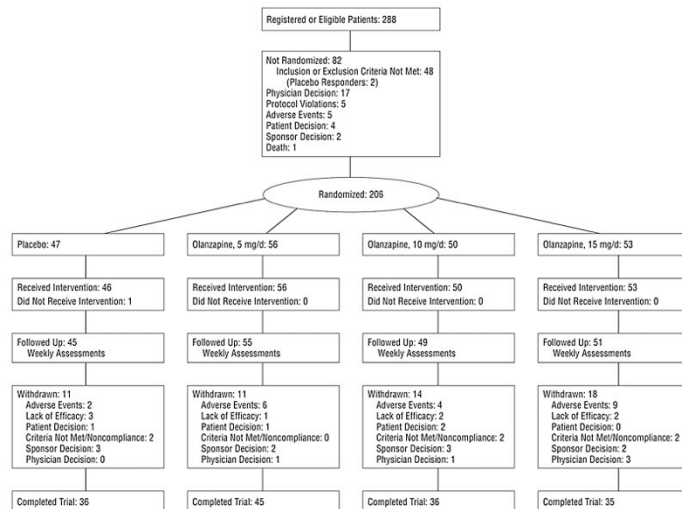 Registered or Eligible Patients: 288
Not Randomized: 82
Inclusion or Exclusion Criteria Not Met: 48
(Placebo Responders: 2)
Physician Decision: 17
Protocol Violations: 5
Adverse Events: 5
Patient Decision: 4
Sponsor Decision: 2
Death: 1
Randomized: 206
Placebo: 47
Olanzapine, 5 mg/d: 56
Olanzapine, 10 mg/d: 50
Olanzapine, 15 mg/d: 53
Received Intervention: 46
Did Not Receive Intervention: 1
Received Intervention: 56
Did Not Receive Intervention: 0
Received Intervention: 50
Did Not Receive Intervention: 0
Received Intervention: 53
Did Not Receive Intervention: 0
Followed Up: 45
Weekly Assessments
Followed Up: 55
Weekly Assessments
Followed Up: 49
Weekly Assessments
Followed Up: 51
Weekly Assessments
Withdrawn: 11
Adverse Events: 2
Lack of Efficacy: 3
Patient Decision: 1
Criteria Not Met/Noncompliance: 2
Sponsor Decision: 3
Physician Decision: 0
Withdrawn: 11
Adverse Events: 6
Lack of Efficacy: 1
Patient Decision: 1
Criteria Not Met/Noncompliance: 0
Sponsor Decision: 2
Physician Decision: 1
Withdrawn: 14
Adverse Events: 4
Lack of Efficacy: 2
Patient Decision: 2
Criteria Not Met/Noncompliance: 2
Sponsor Decision: 3
Physician Decision: 1
Withdrawn: 18
Adverse Events: 9
Lack of Efficacy: 2
Patient Decision: 0
Criteria Not Met/Noncompliance: 2
Sponsor Decision: 2
Physician Decision: 3
Completed Trial: 36
Completed Trial: 45
Completed Trial: 36
Completed Trial: 35